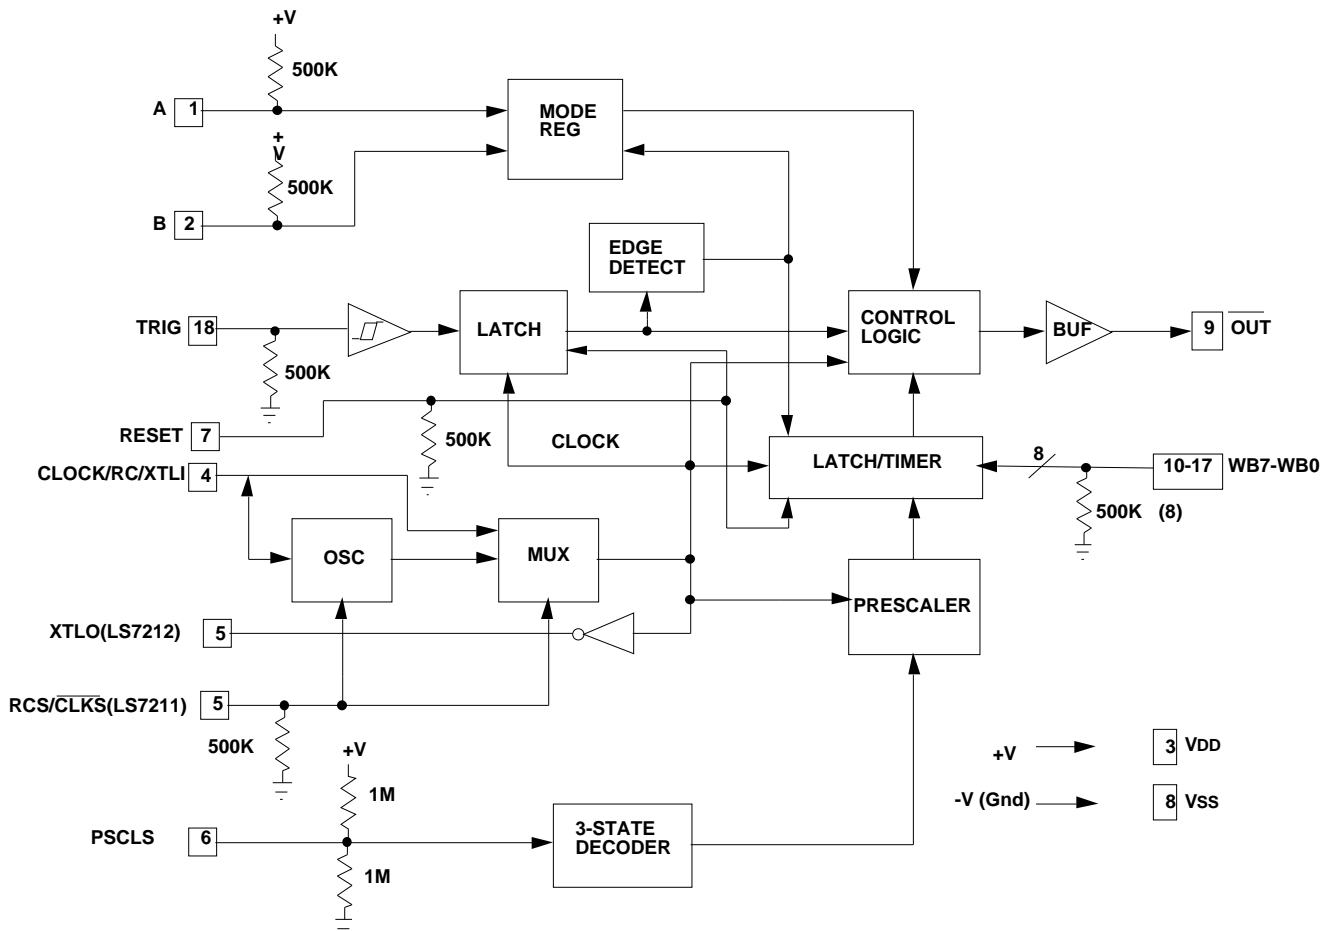 +V
500K
A 1
MODE
REG
+
V
500K
B 2
EDGE
DETECT
TRIG 18
LATCH
CONTROL
LOGIC
BUF
9 OUT
500K
RESET 7
500K
CLOCK
LATCH/TIMER
8
10-17 WB7-WB0
CLOCK/RC/XTLI 4
500K (8)
OSC
MUX
PRESCALER
XTLO(LS7212) 5
RCS/CLKS(LS7211) 5
500K
+V
+V
3 VDD
1M
-V (Gnd)
8 VSS
PSCLS 6
3-STATE
DECODER
1M